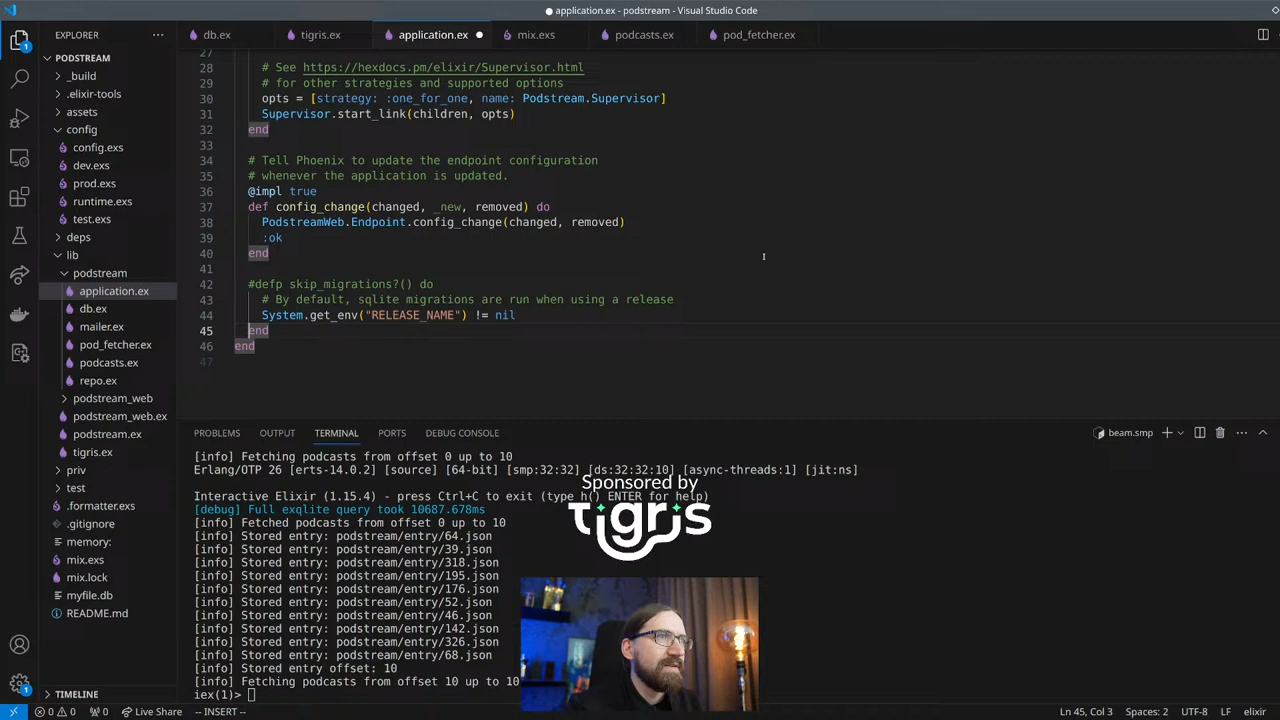 application.ex - podstream - Visual Studio Code
EXPLORER
db.ex
tigris.ex
application.ex
mix.exs
podcasts.ex
pod_fetcher.ex
PODSTREAM
_build
.elixir-tools
assets
config
config.exs
dev.exs
prod.exs
runtime.exs
test.exs
deps
lib
podstream
application.ex
db.ex
mailer.ex
pod_fetcher.ex
podcasts.ex
repo.ex
podstream_web
podstream_web.ex
podstream.ex
tigris.ex
priv
test
.formatter.exs
.gitignore
memory:
mix.exs
mix.lock
myfile.db
README.md
TIMELINE
27
28 # See https://hexdocs.pm/elixir/Supervisor.html
29 # for other strategies and supported options
30 opts = [strategy: :one_for_one, name: Podstream.Supervisor]
31 Supervisor.start_link(children, opts)
32 end
33
34 # Tell Phoenix to update the endpoint configuration
35 # whenever the application is updated.
36 @impl true
37 def config_change(changed, _new, removed) do
38 PodstreamWeb.Endpoint.config_change(changed, removed)
39 :ok
40 end
41
42 #defp skip_migrations?() do
43 # By default, sqlite migrations are run when using a release
44 System.get_env("RELEASE_NAME") != nil
45 end
46 end
47
PROBLEMS OUTPUT TERMINAL PORTS DEBUG CONSOLE
beam.smp
[info] Fetching podcasts from offset 0 up to 10
Erlang/OTP 26 [erts-14.0.2] [source] [64-bit] [smp:32:32] [ds:32:32:10] [async-threads:1] [jit:ns]
Interactive Elixir (1.15.4) - press Ctrl+C to exit (type h() ENTER for help)
[debug] Full exqlite query took 10687.678ms
[info] Fetched podcasts from offset 0 up to 10
[info] Stored entry: podstream/entry/64.json
[info] Stored entry: podstream/entry/39.json
[info] Stored entry: podstream/entry/318.json
[info] Stored entry: podstream/entry/195.json
[info] Stored entry: podstream/entry/176.json
[info] Stored entry: podstream/entry/52.json
[info] Stored entry: podstream/entry/46.json
[info] Stored entry: podstream/entry/142.json
[info] Stored entry: podstream/entry/326.json
[info] Stored entry: podstream/entry/68.json
[info] Stored entry offset: 10
[info] Fetching podcasts from offset 10 up to 10
iex(1)>
Sponsored by
tigris
1
1
0 0 0 Live Share -- INSERT --
Ln 45, Col 3 Spaces: 2 UTF-8 LF elixir